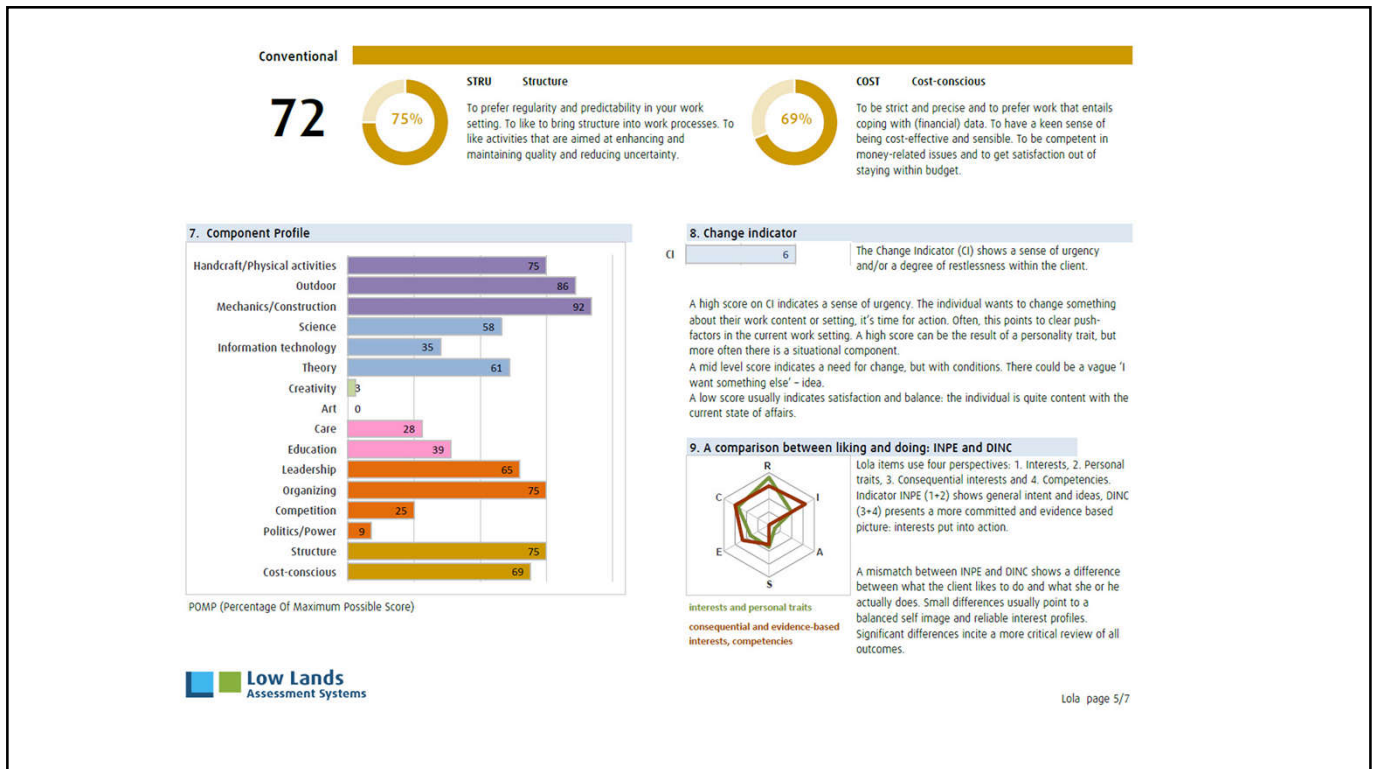 Conventional
72
75%
STRU Structure
To prefer regularity and predictability in your work
setting. To like to bring structure into work processes. To
like activities that are aimed at enhancing and
maintaining quality and reducing uncertainty.
69%
COST Cost-conscious
To be strict and precise and to prefer work that entails
coping with (financial) data. To have a keen sense of
being cost-effective and sensible. To be competent in
money-related issues and to get satisfaction out of
staying within budget.
7. Component Profile
Handcraft/Physical activities 75
Outdoor 86
Mechanics/Construction 92
Science 58
Information technology 35
Theory 61
Creativity 3
Art 0
Care 28
Education 39
Leadership 65
Organizing 75
Competition 25
Politics/Power 9
Structure 75
Cost-conscious 69
POMP (Percentage Of Maximum Possible Score)
8. Change indicator
CI 6
The Change Indicator (CI) shows a sense of urgency
and/or a degree of restlessness within the client.
A high score on CI indicates a sense of urgency. The individual wants to change something
about their work content or setting, it's time for action. Often, this points to clear push-
factors in the current work setting. A high score can be the result of a personality trait, but
more often there is a situational component.
A mid level score indicates a need for change, but with conditions. There could be a vague 'I
want something else' – idea.
A low score usually indicates satisfaction and balance: the individual is quite content with the
current state of affairs.
9. A comparison between liking and doing: INPE and DINC
R
I
A
S
E
C
interests and personal traits
consequential and evidence-based
interests, competencies
Lola items use four perspectives: 1. Interests, 2. Personal
traits, 3. Consequential interests and 4. Competencies.
Indicator INPE (1+2) shows general intent and ideas, DINC
(3+4) presents a more committed and evidence based
picture: interests put into action.
A mismatch between INPE and DINC shows a difference
between what the client likes to do and what she or he
actually does. Small differences usually point to a
balanced self image and reliable interest profiles.
Significant differences incite a more critical review of all
outcomes.
Low Lands
Assessment Systems
Lola page 5/7